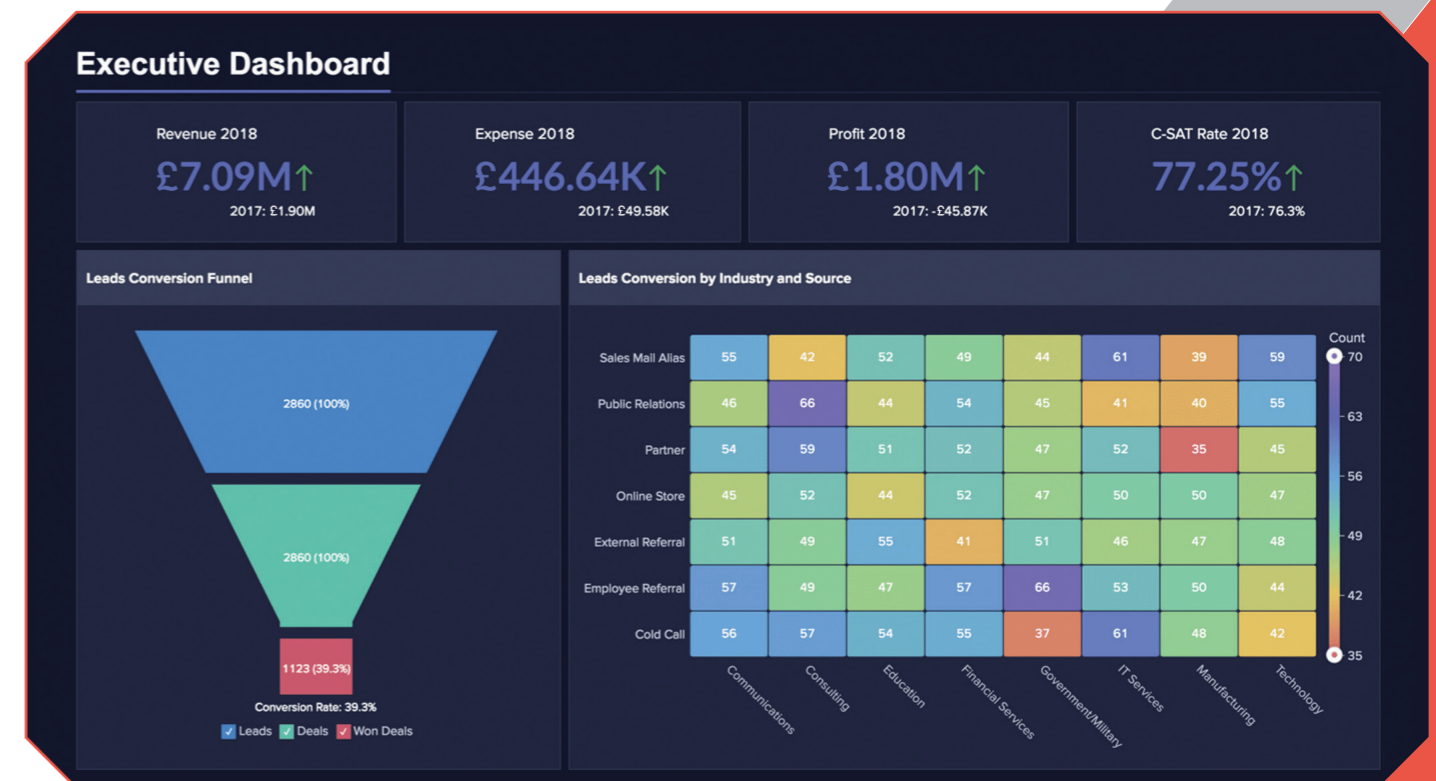 Executive Dashboard
Revenue 2018
£7.09M↑
2017: £1.90M
Expense 2018
£446.64K↑
2017: £49.58K
Profit 2018
£1.80M↑
2017: -£45.87K
C-SAT Rate 2018
77.25%↑
2017: 76.3%
Leads Conversion Funnel
2860 (100%)
2860 (100%)
1123 (39.3%)
Conversion Rate: 39.3%
Leads Deals Won Deals
Leads Conversion by Industry and Source
Sales Mail Alias 55 42 52 49 44 61 39 59
Public Relations 46 66 44 54 45 41 40 55
Partner 54 59 51 52 47 52 35 45
Online Store 45 52 44 52 47 50 50 47
External Referral 51 49 55 41 51 46 47 48
Employee Referral 57 49 47 57 66 53 50 44
Cold Call 56 57 54 55 37 61 48 42
Communications
Consulting
Education
Financial Services
Government/Military
IT Services
Manufacturing
Technology
Count
70
63
56
49
42
35